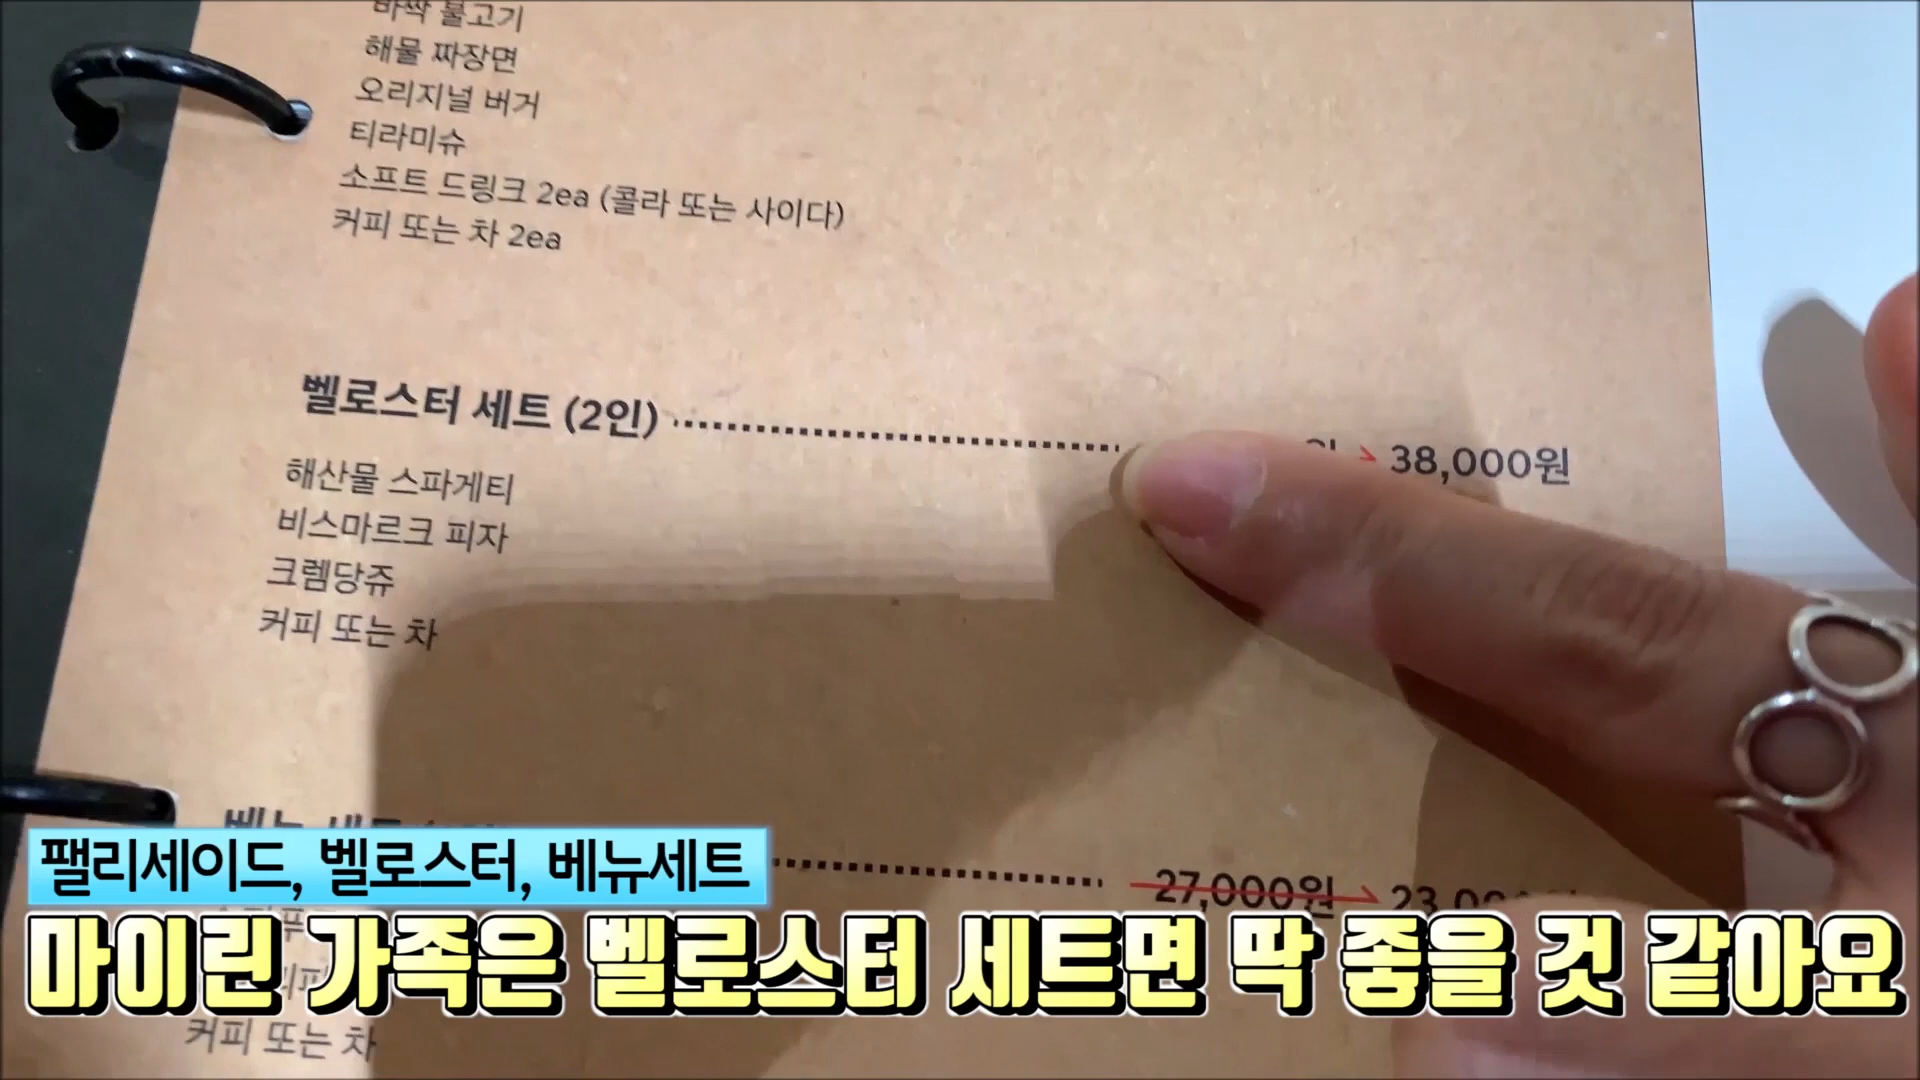 바싹 불고기
해물 짜장면
오리지널 버거
티라미슈
소프트 드링크 2ea (콜라 또는 사이다)
커피 또는 차 2ea
벨로스터 세트 (2인) 38,000원
해산물 스파게티
비스마르크 피자
크렘당쥬
커피 또는 차
27,000원
팰리세이드, 벨로스터, 베뉴세트
마이린 가족은 벨로스터 세트면 딱 좋을 것 같아요
커피 또는 차